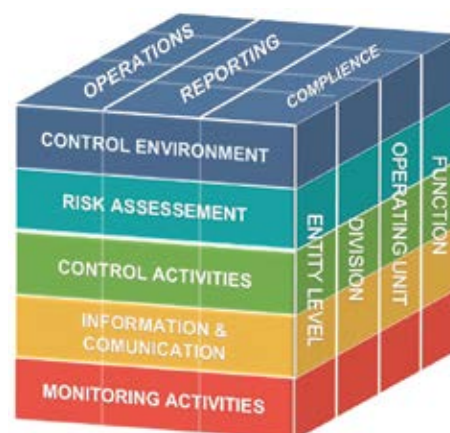 OPERATIONS
REPORTING
COMPLIENCE
CONTROL ENVIRONMENT
RISK ASSESSEMENT
CONTROL ACTIVITIES
INFORMATION &
COMUNICATION
MONITORING ACTIVITIES
ENTITY LEVEL
DIVISION
OPERATING UNIT
FUNCTION